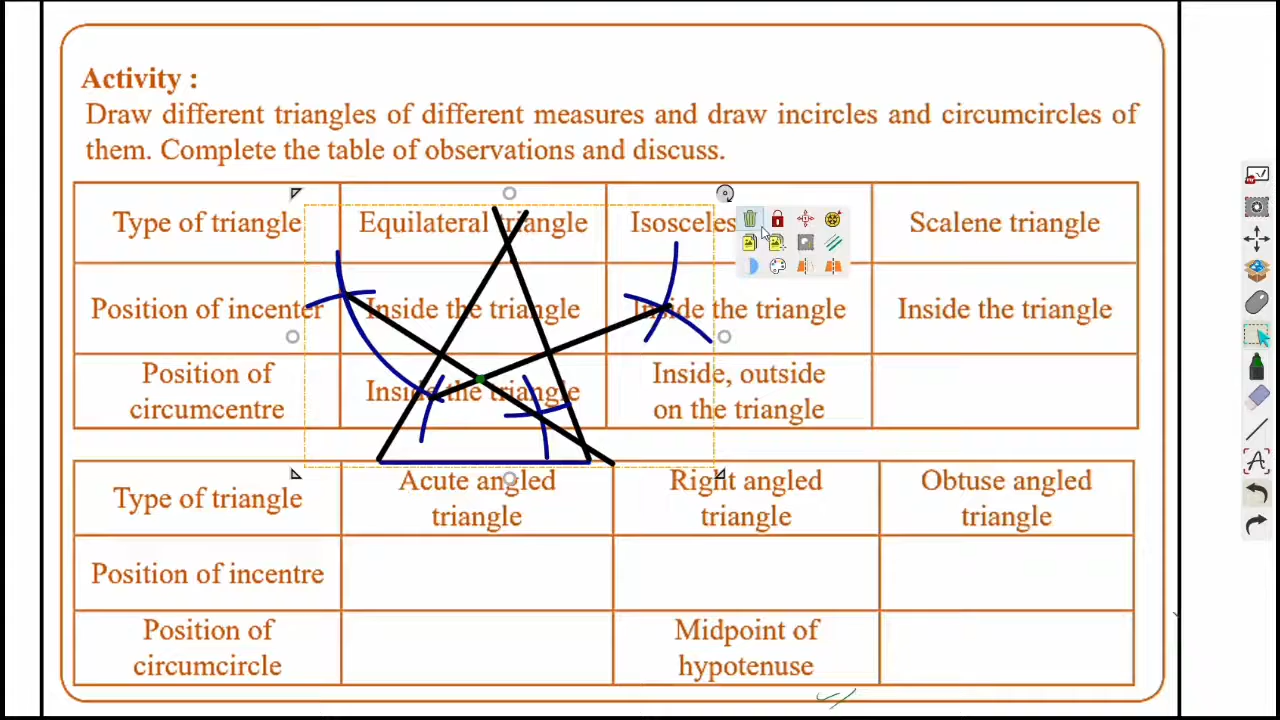 Activity :
Draw different triangles of different measures and draw incircles and circumcircles of
them. Complete the table of observations and discuss.
Type of triangle
Equilateral triangle
Isosceles
Scalene triangle
Position of incenter
Inside the triangle
Inside the triangle
Inside the triangle
Position of
circumcentre
Inside the triangle
Inside, outside
on the triangle
Type of triangle
Acute angled
triangle
Right angled
triangle
Obtuse angled
triangle
Position of incentre
Position of
circumcircle
Midpoint of
hypotenuse